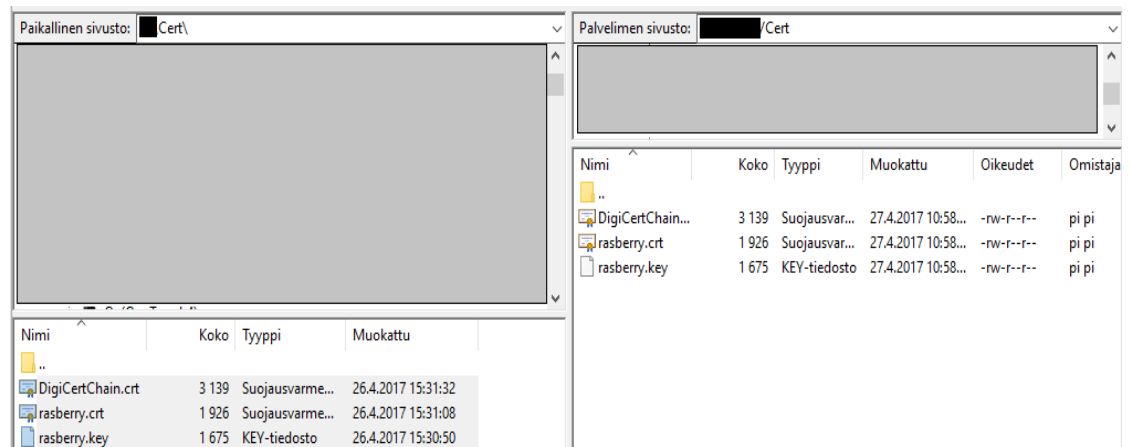 Paikallinen sivusto: Cert\
Nimi Koko Tyyppi Muokattu
..
DigiCertChain.crt 3 139 Suojausvarme... 26.4.2017 15:31:32
rasberry.crt 1 926 Suojausvarme... 26.4.2017 15:31:08
rasberry.key 1 675 KEY-tiedosto 26.4.2017 15:30:50
Palvelimen sivusto: /Cert
Nimi Koko Tyyppi Muokattu Oikeudet Omistaja
..
DigiCertChain... 3 139 Suojausvar... 27.4.2017 10:58... -rw-r--r-- pi pi
rasberry.crt 1 926 Suojausvar... 27.4.2017 10:58... -rw-r--r-- pi pi
rasberry.key 1 675 KEY-tiedosto 27.4.2017 10:58... -rw-r--r-- pi pi